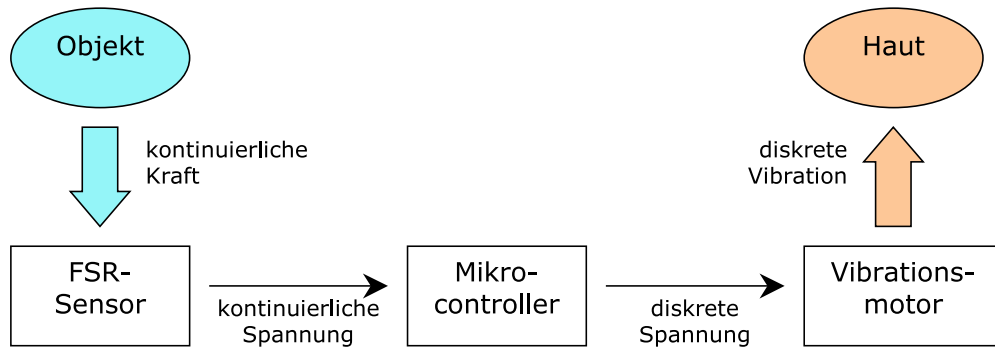 Objekt
Haut
kontinuierliche
Kraft
diskrete
Vibration
FSR-
Sensor
kontinuierliche
Spannung
Mikro-
controller
diskrete
Spannung
Vibrations-
motor